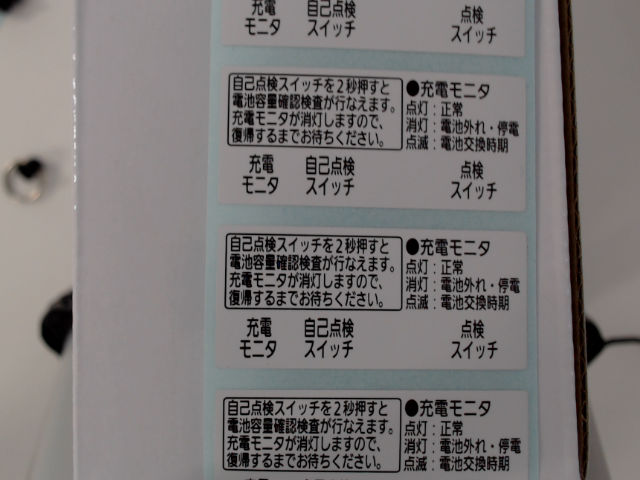 充電 自己点検 点検
モニタ スイッチ スイッチ
自己点検スイッチを2秒押すと
電池容量確認検査が行なえます。
充電モニタが消灯しますので、
復帰するまでお待ちください。
●充電モニタ
点灯：正常
消灯：電池外れ・停電
点滅：電池交換時期
充電 自己点検 点検
モニタ スイッチ スイッチ
自己点検スイッチを2秒押すと
電池容量確認検査が行なえます。
充電モニタが消灯しますので、
復帰するまでお待ちください。
●充電モニタ
点灯：正常
消灯：電池外れ・停電
点滅：電池交換時期
充電 自己点検 点検
モニタ スイッチ スイッチ
自己点検スイッチを2秒押すと
電池容量確認検査が行なえます。
充電モニタが消灯しますので、
復帰するまでお待ちください。
●充電モニタ
点灯：正常
消灯：電池外れ・停電
点滅：電池交換時期